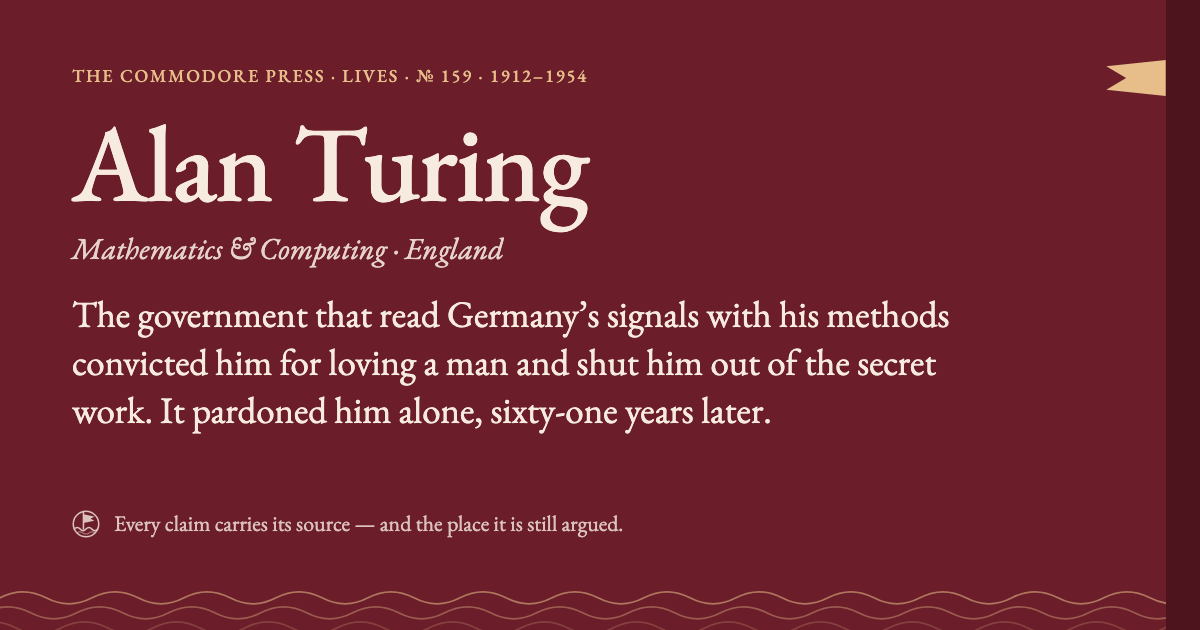 THE COMMODORE PRESS · LIVES · № 159 · 1912–1954
Alan Turing
Mathematics & Computing · England
The government that read Germany’s signals with his methods
convicted him for loving a man and shut him out of the secret
work. It pardoned him alone, sixty-one years later.
Every claim carries its source — and the place it is still argued.